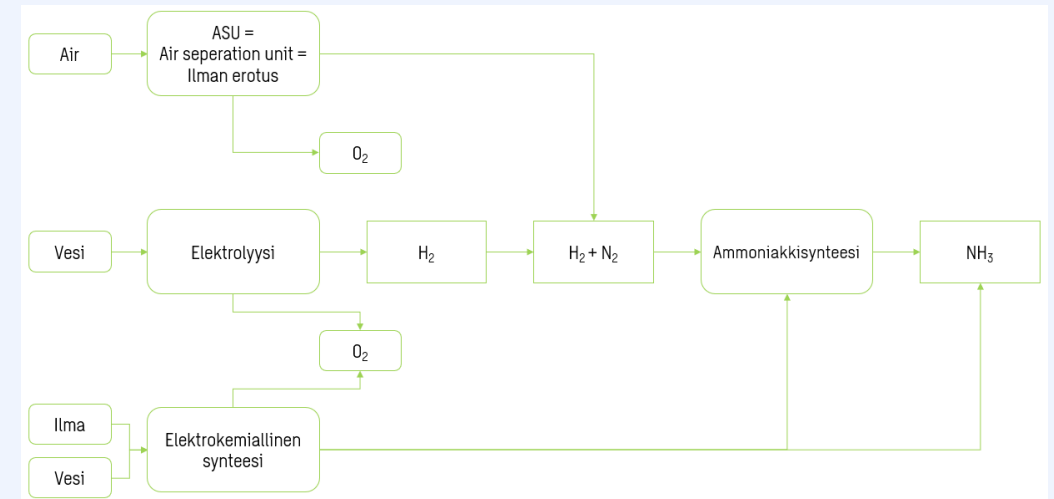 Air
ASU =
Air seperation unit =
Ilman erotus
O₂
Vesi
Elektrolyysi
H₂
H₂ + N₂
Ammoniakkisynteesi
NH₃
O₂
Ilma
Vesi
Elektrokemiallinen
synteesi